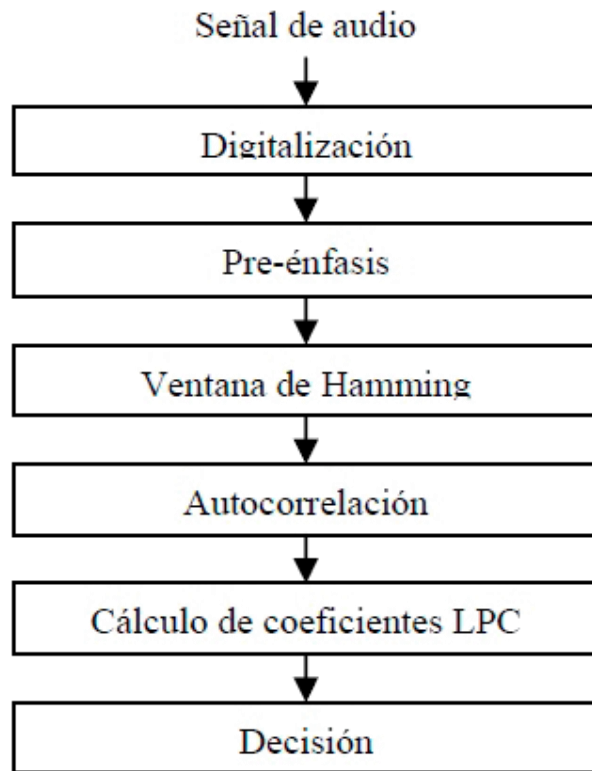 Señal de audio
Digitalización
Pre-énfasis
Ventana de Hamming
Autocorrelación
Cálculo de coeficientes LPC
Decisión